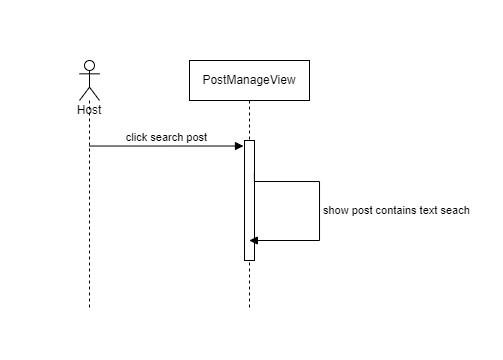 PostManageView
Host
click search post
show post contains text seach